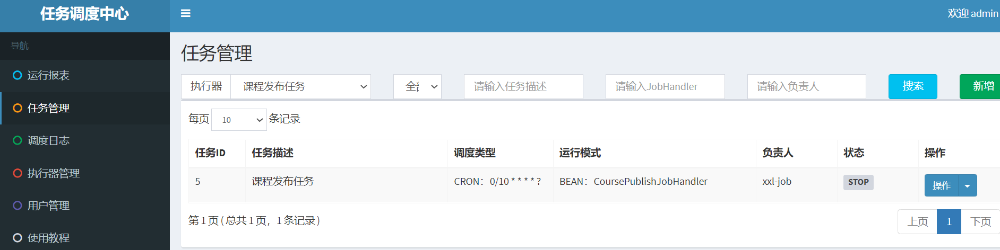 任务调度中心
欢迎 admin
导航
运行报表
任务管理
调度日志
执行器管理
用户管理
使用教程
任务管理
执行器 课程发布任务 请输入任务描述 请输入JobHandler 请输入负责人 搜索 新增
每页 10 条记录
任务ID 任务描述 调度类型 运行模式 负责人 状态 操作
5 课程发布任务 CRON：0/10 * * * * ? BEAN：CoursePublishJobHandler xxl-job STOP 操作
第 1 页 ( 总共 1 页，1 条记录 )
上页 1 下页